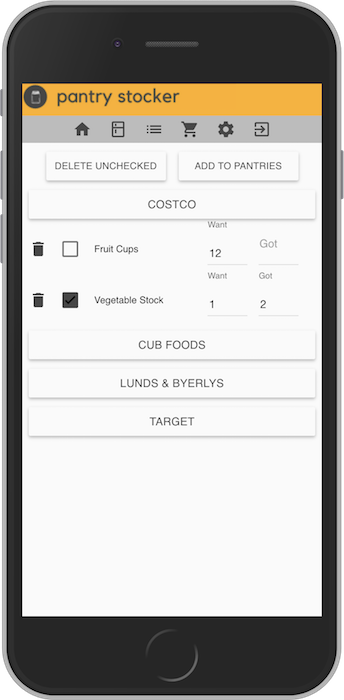 pantry stocker
DELETE UNCHECKED ADD TO PANTRIES
COSTCO
Want
Fruit Cups 12 Got
Want Got
Vegetable Stock 1 2
CUB FOODS
LUNDS & BYERLYS
TARGET